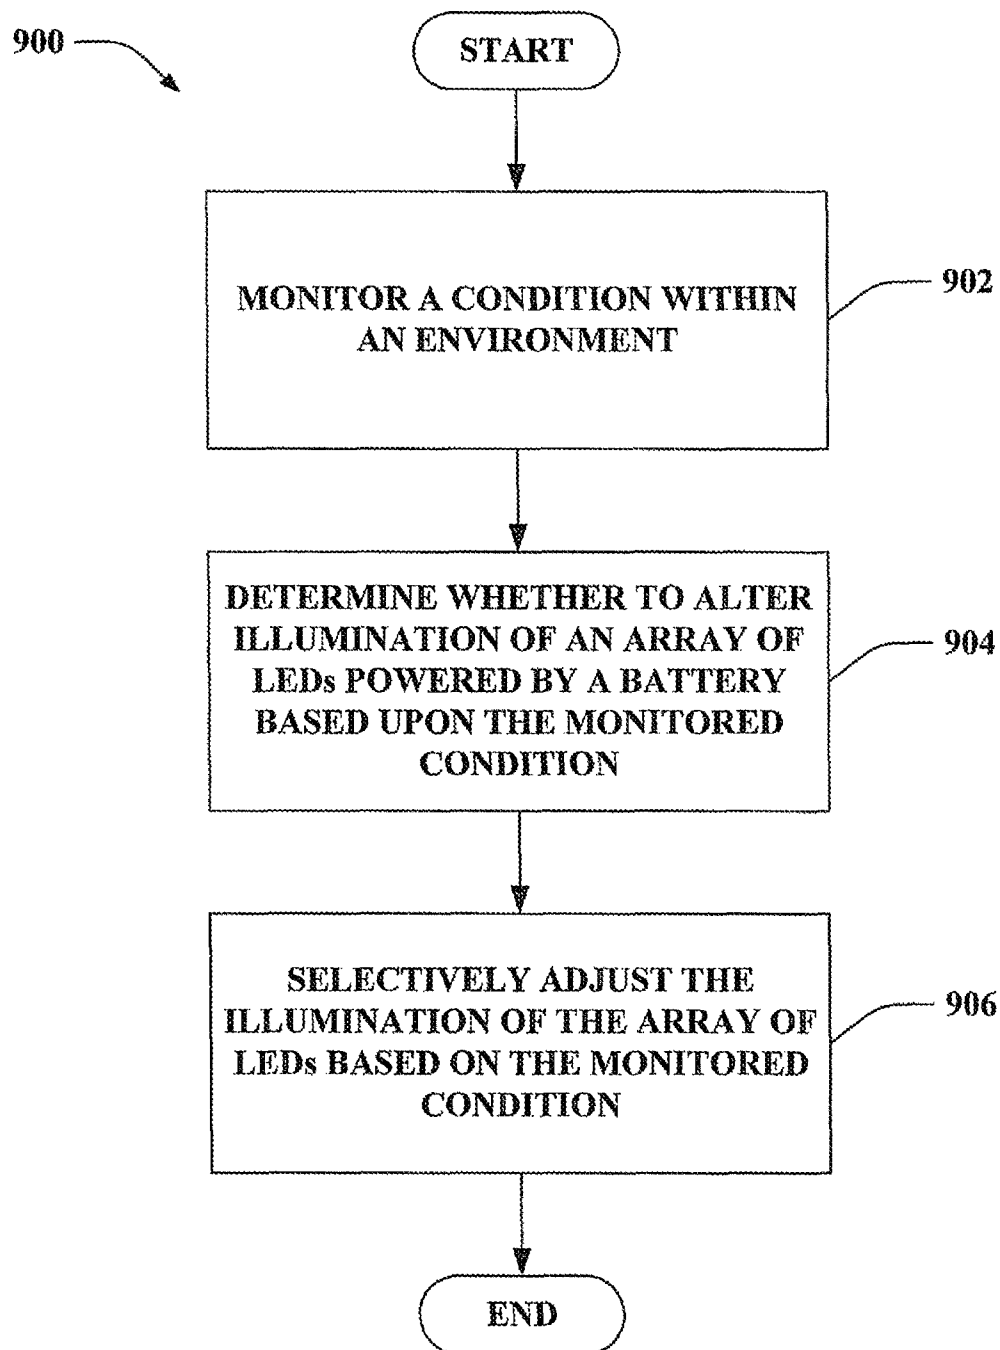 900
START
MONITOR A CONDITION WITHIN
AN ENVIRONMENT
902
DETERMINE WHETHER TO ALTER
ILLUMINATION OF AN ARRAY OF
LEDs POWERED BY A BATTERY
BASED UPON THE MONITORED
CONDITION
904
SELECTIVELY ADJUST THE
ILLUMINATION OF THE ARRAY OF
LEDs BASED ON THE MONITORED
CONDITION
906
END